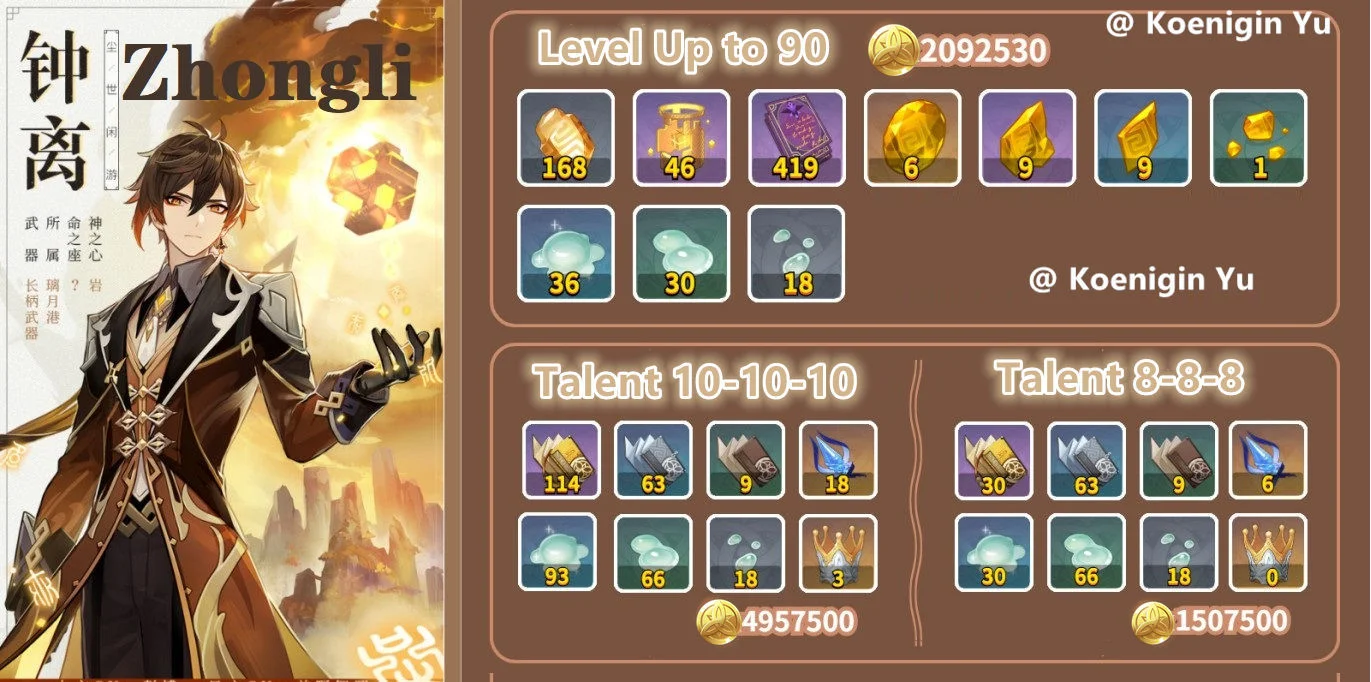 钟离
Zhongli
尘世闲游
神之心 岩
命之座 ?
所属 璃月港
武器 长柄武器
@ Koenigin Yu
Level Up to 90
2092530
168
46
419
6
9
9
1
36
30
18
@ Koenigin Yu
Talent 10-10-10
114
63
9
18
93
66
18
3
4957500
Talent 8-8-8
30
63
9
6
30
66
18
0
1507500